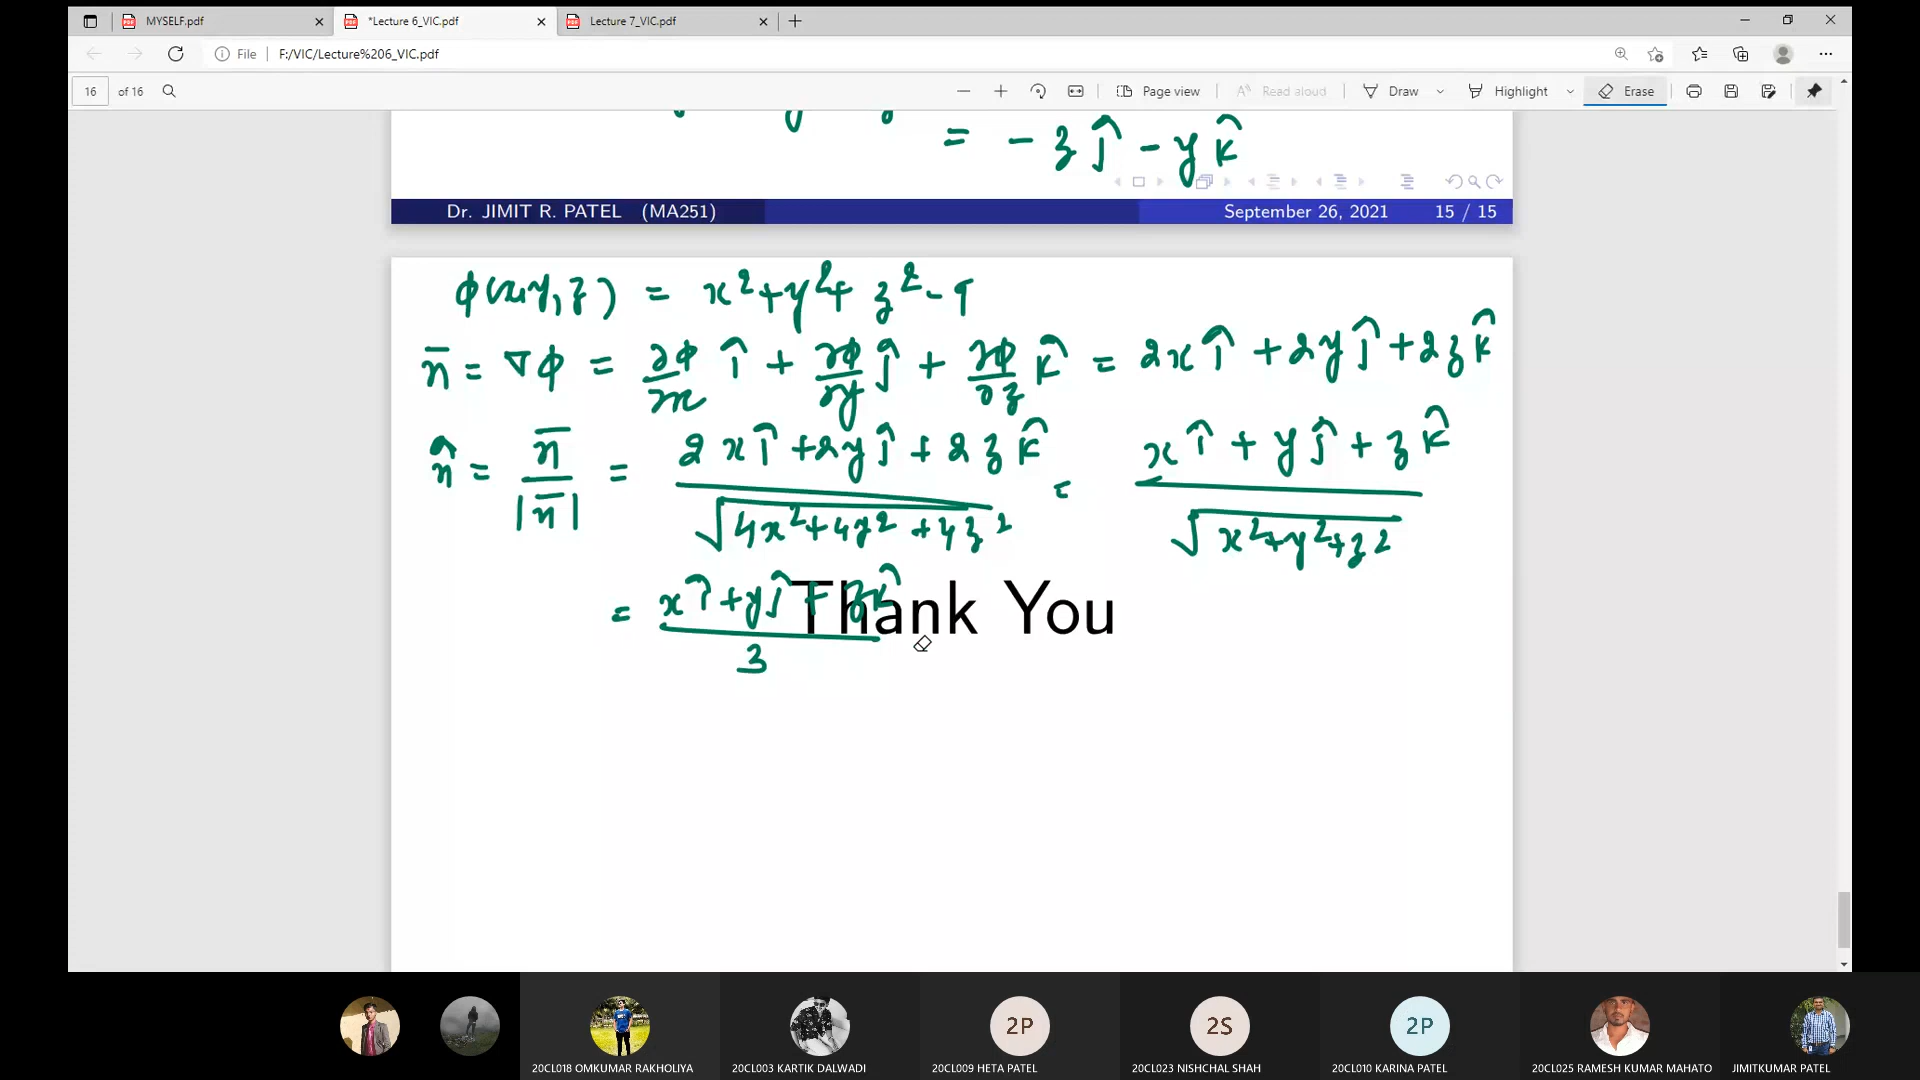 MYSELF.pdf
*Lecture 6_VIC.pdf
Lecture 7_VIC.pdf
File F:/VIC/Lecture%206_VIC.pdf
16 of 16
Page view
Read aloud
Draw
Highlight
Erase
= - z ĵ - y k̂
Dr. JIMIT R. PATEL (MA251) September 26, 2021 15 / 15
ϕ(x,y,z) = x² + y² + z² - 9
n̄ = ∇ϕ = ∂ϕ/∂x î + ∂ϕ/∂y ĵ + ∂ϕ/∂z k̂ = 2x î + 2y ĵ + 2z k̂
n̂ = n̄/|n̄| = (2x î + 2y ĵ + 2z k̂)/√(4x² + 4y² + 4z²) = (x î + y ĵ + z k̂)/√(x² + y² + z²)
= (x î + y ĵ + z k̂)/3
Thank You
2P
2S
2P
20CL018 OMKUMAR RAKHOLIYA
20CL003 KARTIK DALWADI
20CL009 HETA PATEL
20CL023 NISHCHAL SHAH
20CL010 KARINA PATEL
20CL025 RAMESH KUMAR MAHATO
JIMITKUMAR PATEL